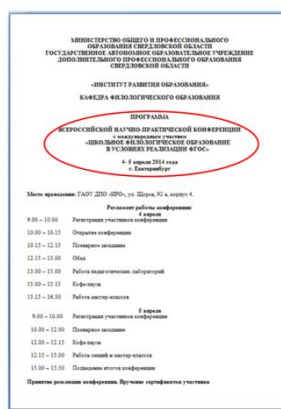 МИНИСТЕРСТВО ОБЩЕГО И ПРОФЕССИОНАЛЬНОГО
ОБРАЗОВАНИЯ СВЕРДЛОВСКОЙ ОБЛАСТИ
ГОСУДАРСТВЕННОЕ АВТОНОМНОЕ ОБРАЗОВАТЕЛЬНОЕ УЧРЕЖДЕНИЕ
ДОПОЛНИТЕЛЬНОГО ПРОФЕССИОНАЛЬНОГО ОБРАЗОВАНИЯ
СВЕРДЛОВСКОЙ ОБЛАСТИ
«ИНСТИТУТ РАЗВИТИЯ ОБРАЗОВАНИЯ»
КАФЕДРА ФИЛОЛОГИЧЕСКОГО ОБРАЗОВАНИЯ
ПРОГРАММА
ВСЕРОССИЙСКОЙ НАУЧНО-ПРАКТИЧЕСКОЙ КОНФЕРЕНЦИИ
с международным участием
«ШКОЛЬНОЕ ФИЛОЛОГИЧЕСКОЕ ОБРАЗОВАНИЕ
В УСЛОВИЯХ РЕАЛИЗАЦИИ ФГОС»
4- 5 апреля 2014 года
г. Екатеринбург
Место проведения: ГАОУ ДПО «ИРО», ул. Щорса, 92 а, корпус 4.
Регламент работы конференции:
4 апреля
9.00 – 10.00 Регистрация участников конференции
10.00 – 10.15 Открытие конференции
10.15 – 12.15 Пленарное заседание
12.15 – 13.00 Обед
13.00 – 15.00 Работа педагогических лабораторий
15.00 – 15.15 Кофе-пауза
15.15 – 16.30 Работа мастер-классов
5 апреля
9.00 – 10.00 Регистрация участников конференции
10.00 – 12.00 Пленарное заседание
12.00 – 12.15 Кофе-пауза
12.15 – 15.00 Работа секций и мастер-классов
15.00 – 15.30 Подведение итогов конференции
Принятие резолюции конференции. Вручение сертификатов участника